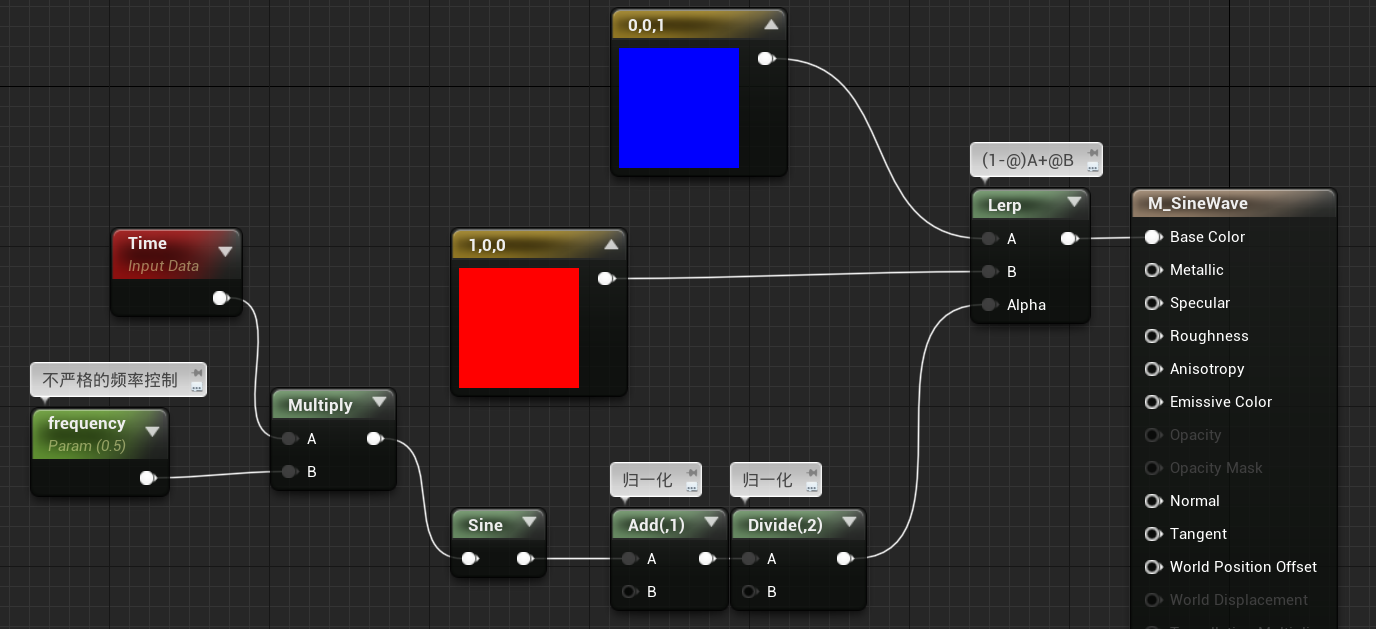 0,0,1
(1-@)A+@B
Lerp
A
B
Alpha
M_SineWave
Base Color
Metallic
Specular
Roughness
Anisotropy
Emissive Color
Opacity
Opacity Mask
Normal
Tangent
World Position Offset
World Displacement
Time
Input Data
1,0,0
不严格的频率控制
frequency
Param (0.5)
Multiply
A
B
Sine
归一化
Add(,1)
A
B
归一化
Divide(,2)
A
B